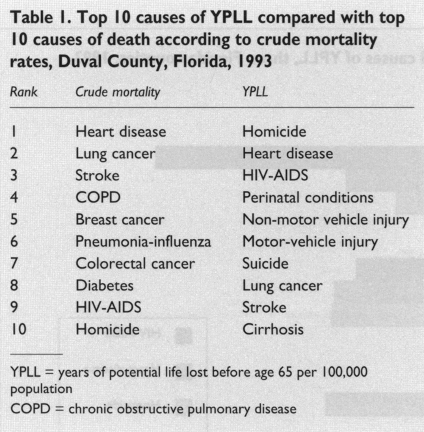 Table 1. Top 10 causes of YPLL compared with top
10 causes of death according to crude mortality
rates, Duval County, Florida, 1993
Rank Crude mortality YPLL
1 Heart disease Homicide
2 Lung cancer Heart disease
3 Stroke HIV-AIDS
4 COPD Perinatal conditions
5 Breast cancer Non-motor vehicle injury
6 Pneumonia-influenza Motor-vehicle injury
7 Colorectal cancer Suicide
8 Diabetes Lung cancer
9 HIV-AIDS Stroke
10 Homicide Cirrhosis
YPLL = years of potential life lost before age 65 per 100,000
population
COPD = chronic obstructive pulmonary disease